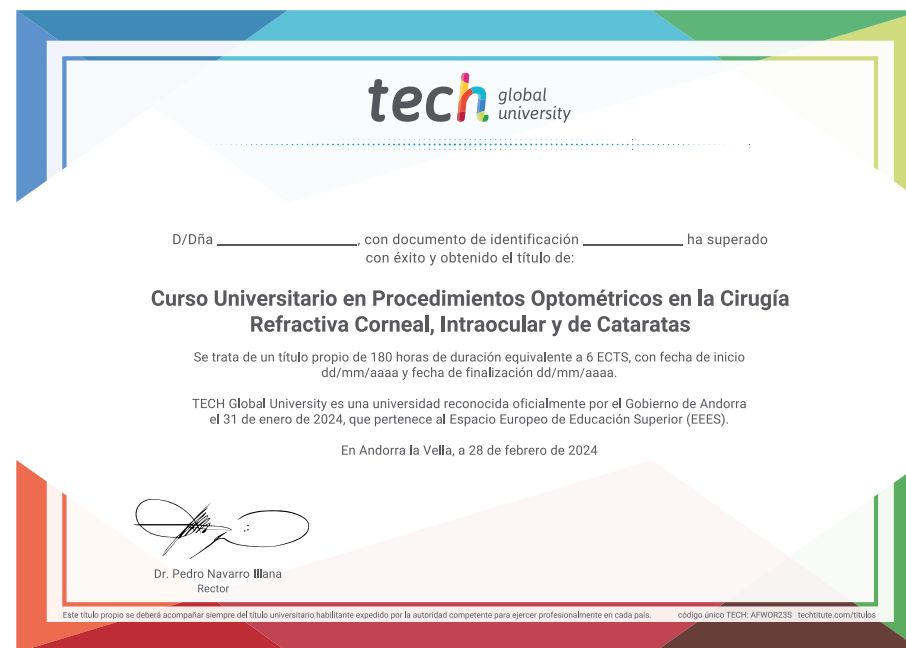 tech global university
D/Dña ____________________, con documento de identificación ______________ ha superado
con éxito y obtenido el título de:
Curso Universitario en Procedimientos Optométricos en la Cirugía
Refractiva Corneal, Intraocular y de Cataratas
Se trata de un título propio de 180 horas de duración equivalente a 6 ECTS, con fecha de inicio
dd/mm/aaaa y fecha de finalización dd/mm/aaaa.
TECH Global University es una universidad reconocida oficialmente por el Gobierno de Andorra
el 31 de enero de 2024, que pertenece al Espacio Europeo de Educación Superior (EEES).
En Andorra la Vella, a 28 de febrero de 2024
Dr. Pedro Navarro Illana
Rector
Este título propio se deberá acompañar siempre del título universitario habilitante expedido por la autoridad competente para ejercer profesionalmente en cada país. código único TECH: AFWOR23S techtitute.com/titulos